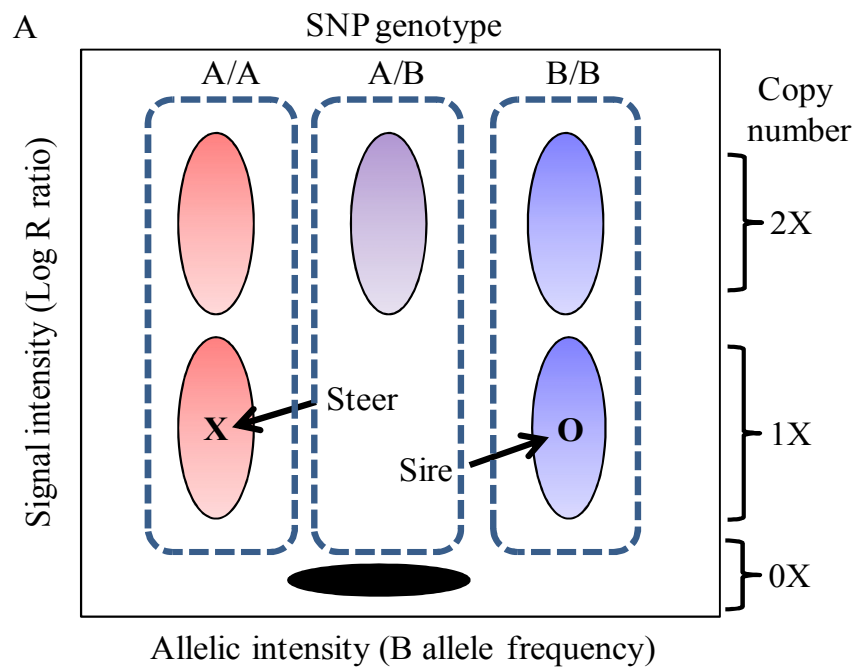 A
SNP genotype
A/A
A/B
B/B
Copy
number
Signal intensity (Log R ratio)
2X
Steer
X
O
1X
Sire
0X
Allelic intensity (B allele frequency)